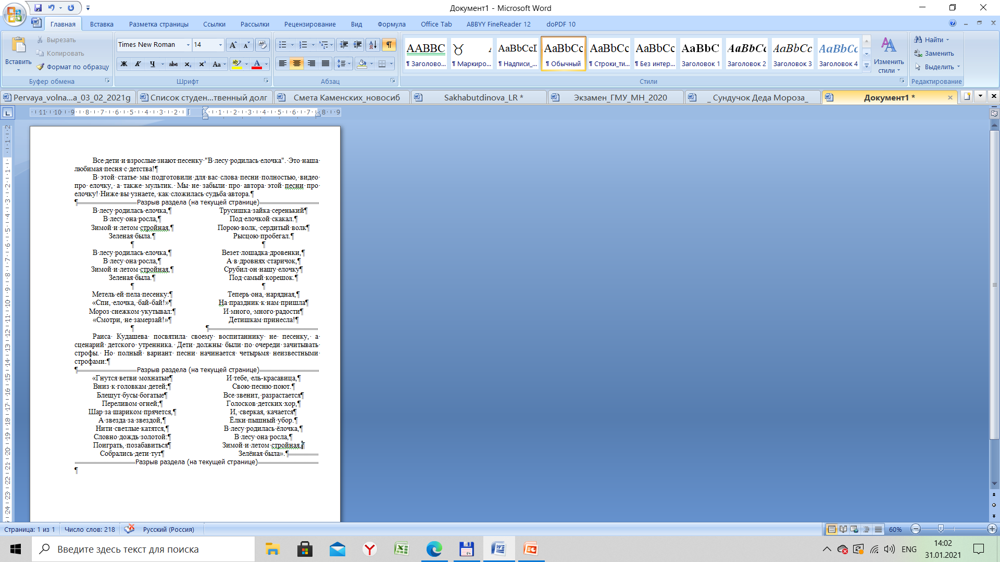 Документ1 - Microsoft Word
Главная Вставка Разметка страницы Ссылки Рассылки Рецензирование Вид Формула Office Tab ABBYY FineReader 12 doPDF 10
Вставить
Вырезать
Копировать
Формат по образцу
Буфер обмена
Times New Roman 14
Ж К Ч abc x₂ x² Aa
Шрифт
Абзац
AABBC А AaBbCcI AaBbCc AaBbCc AaBbCc AaBbC AaBbCc AaBbCc AaBbCc
¶ Заголово... ¶ Маркиро... ¶ Надписи_... ¶ Обычный ¶ Строки_ти... ¶ Без интер... Заголовок 1 Заголовок 2 Заголовок 3 Заголовок 4
Стили
Изменить стили
Найти
Заменить
Выделить
Редактирование
Pervaya_volna...a_03_02_2021g Список студен...твенный долг Смета Каменских_новосиб Sakhabutdinova_LR * Экзамен_ГМУ_МН_2020 _ Сундучок Деда Мороза_ Документ1 *
Все дети и взрослые знают песенку "В лесу родилась елочка". Это наша
любимая песня с детства!¶
В этой статье мы подготовили для вас слова песни полностью, видео
про елочку, а также мультик. Мы не забыли про автора этой песни про
елочку! Ниже вы узнаете, как сложилась судьба автора.¶
¶Разрыв раздела (на текущей странице)
В лесу родилась елочка,¶
В лесу она росла,¶
Зимой и летом стройная,¶
Зеленая была.¶
¶
В лесу родилась елочка,¶
В лесу она росла,¶
Зимой и летом стройная,¶
Зеленая была.¶
¶
Метель ей пела песенку:¶
«Спи, елочка, бай-бай!»¶
Мороз снежком укутывал:¶
«Смотри, не замерзай!»¶
¶
Трусишка зайка серенький¶
Под елочкой скакал.¶
Порою волк, сердитый волк¶
Рысцою пробегал.¶
¶
Везет лошадка дровенки,¶
А в дровнях старичок,¶
Срубил он нашу елочку¶
Под самый корешок.¶
¶
Теперь она, нарядная,¶
На праздник к нам пришла¶
И много, много радости¶
Детишкам принесла!¶
¶
Раиса Кудашева посвятила своему воспитаннику не песенку, а
сценарий детского утренника. Дети должны были по очереди зачитывать
строфы. Но полный вариант песни начинается четырьмя неизвестными
строфами:¶
¶Разрыв раздела (на текущей странице)
«Гнутся ветви мохнатые¶
Вниз к головкам детей;¶
Блещут бусы богатые¶
Переливом огней;¶
Шар за шариком прячется,¶
А звезда за звездой,¶
Нити светлые катятся,¶
Словно дождь золотой:¶
Поиграть, позабавиться¶
Собрались дети тут¶
И тебе, ель-красавица,¶
Свою песню поют.¶
Все звенит, разрастается¶
Голосков детских хор,¶
И, сверкая, качается¶
Ёлки пышный убор.¶
В лесу родилась ёлочка,¶
В лесу она росла,¶
Зимой и летом стройная,¶
Зелёная была».¶
Разрыв раздела (на текущей странице)
¶
Страница: 1 из 1 Число слов: 218 Русский (Россия) 60%
Введите здесь текст для поиска
ENG
14:02
31.01.2021